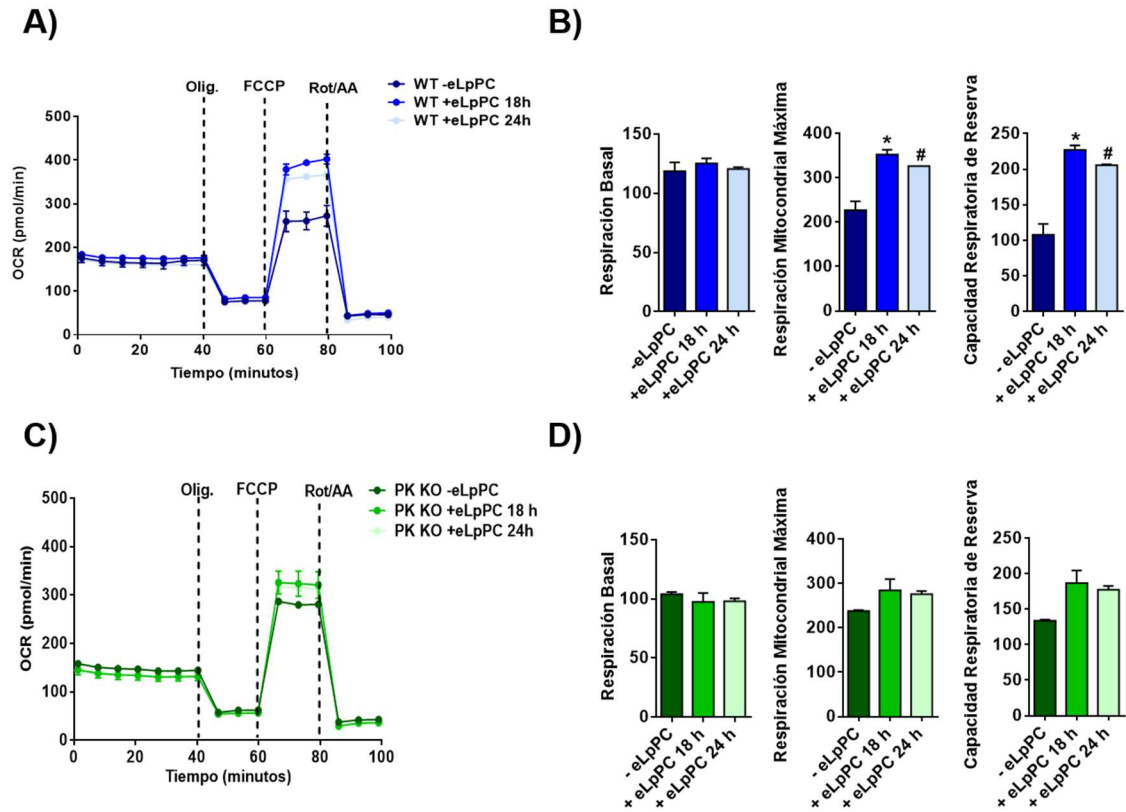 A)
Olig.
FCCP
Rot/AA
WT -eLpPC
WT +eLpPC 18h
WT +eLpPC 24h
OCR (pmol/min)
500
400
300
200
100
0
0 20 40 60 80 100
Tiempo (minutos)
B)
Respiración Basal
150
100
50
0
-eLpPC
+eLpPC 18 h
+eLpPC 24 h
Respiración Mitocondrial Máxima
400
300
200
100
0
*
#
- eLpPC
+ eLpPC 18 h
+ eLpPC 24 h
Capacidad Respiratoria de Reserva
250
200
150
100
50
0
*
#
- eLpPC
+ eLpPC 18 h
+ eLpPC 24 h
C)
Olig.
FCCP
Rot/AA
PK KO -eLpPC
PK KO +eLpPC 18 h
PK KO +eLpPC 24h
OCR (pmol/min)
500
400
300
200
100
0
0 20 40 60 80 100
Tiempo (minutos)
D)
Respiración Basal
150
100
50
0
- eLpPC
+ eLpPC 18 h
+ eLpPC 24 h
Respiración Mitocondrial Máxima
400
300
200
100
0
- eLpPC
+ eLpPC 18 h
+ eLpPC 24 h
Capacidad Respiratoria de Reserva
250
200
150
100
50
0
- eLpPC
+ eLpPC 18 h
+ eLpPC 24 h